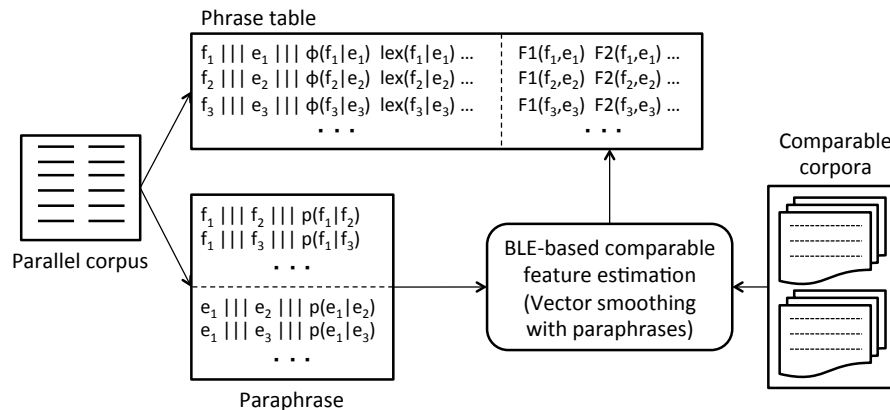 Phrase table
f₁ ||| e₁ ||| ϕ(f₁|e₁) lex(f₁|e₁) ... F1(f₁,e₁) F2(f₁,e₁) ...
f₂ ||| e₂ ||| ϕ(f₂|e₂) lex(f₂|e₂) ... F1(f₂,e₂) F2(f₂,e₂) ...
f₃ ||| e₃ ||| ϕ(f₃|e₃) lex(f₃|e₃) ... F1(f₃,e₃) F2(f₃,e₃) ...
. . . . . .
Parallel corpus
f₁ ||| f₂ ||| p(f₁|f₂)
f₁ ||| f₃ ||| p(f₁|f₃)
. . .
e₁ ||| e₂ ||| p(e₁|e₂)
e₁ ||| e₃ ||| p(e₁|e₃)
. . .
Paraphrase
BLE-based comparable
feature estimation
(Vector smoothing
with paraphrases)
Comparable
corpora